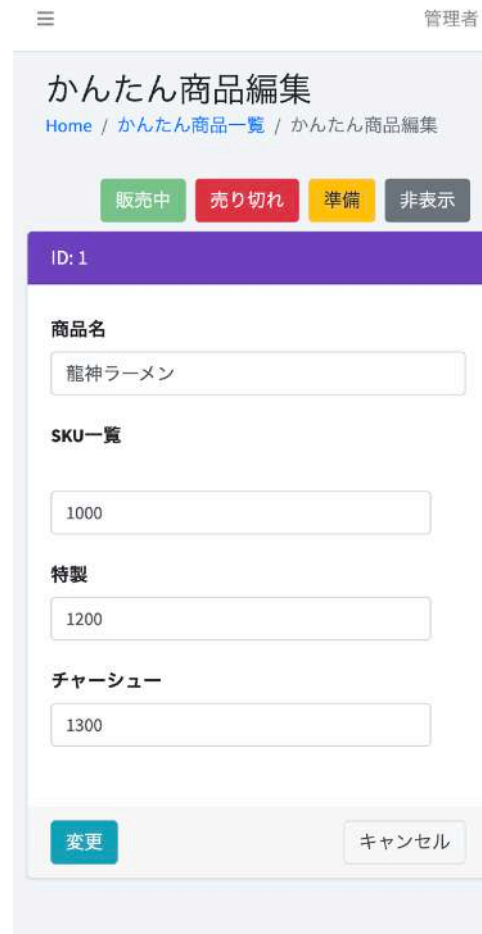 管理者
かんたん商品編集
Home / かんたん商品一覧 / かんたん商品編集
販売中 売り切れ 準備 非表示
ID: 1
商品名
龍神ラーメン
SKU一覧
1000
特製
1200
チャーシュー
1300
変更 キャンセル